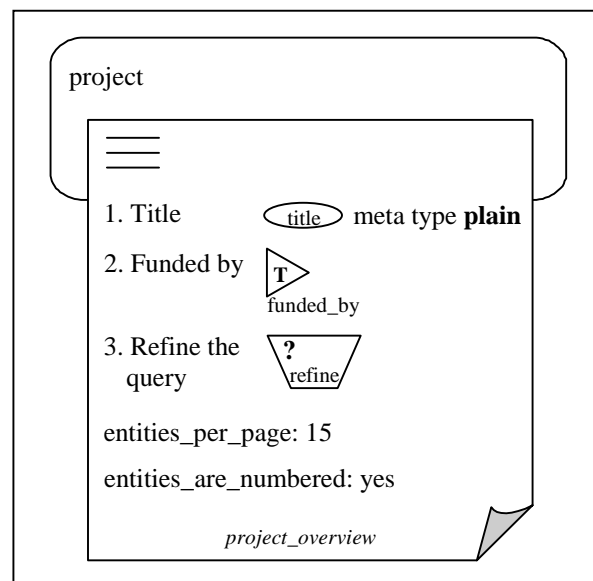 project
1. Title title meta type plain
2. Funded by T
funded_by
3. Refine the ?
query refine
entities_per_page: 15
entities_are_numbered: yes
project_overview